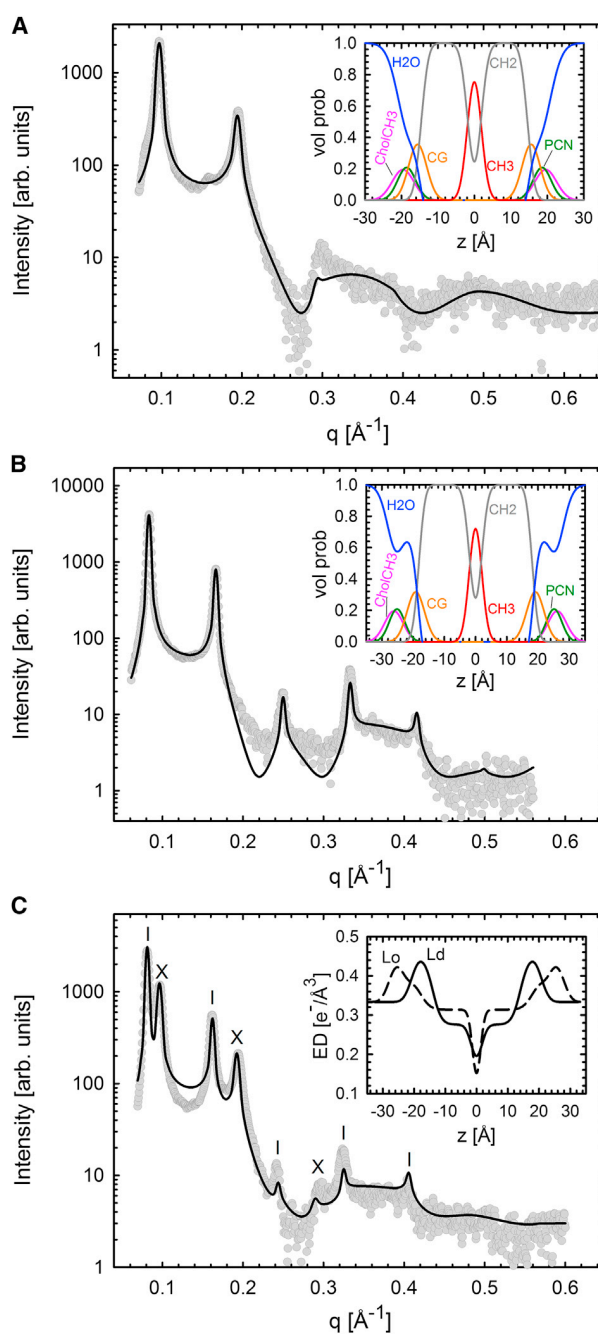 A
Intensity [arb. units]
1000
100
10
1
0.1 0.2 0.3 0.4 0.5 0.6
q [Å-1]
vol prob
1.0
0.8
0.6
0.4
0.2
0.0
-30 -20 -10 0 10 20 30
z [Å]
H2O
CH2
CholCH3
CG
CH3
PCN
B
Intensity [arb. units]
10000
1000
100
10
1
0.1 0.2 0.3 0.4 0.5 0.6
q [Å-1]
vol prob
1.0
0.8
0.6
0.4
0.2
0.0
-30 -20 -10 0 10 20 30
z [Å]
H2O
CH2
CholCH3
CG
CH3
PCN
C
Intensity [arb. units]
1000
100
10
1
0.1 0.2 0.3 0.4 0.5 0.6
q [Å-1]
I X I X I X I I
ED [e-/Å3]
0.5
0.4
0.3
0.2
0.1
-30 -20 -10 0 10 20 30
z [Å]
Lo Ld